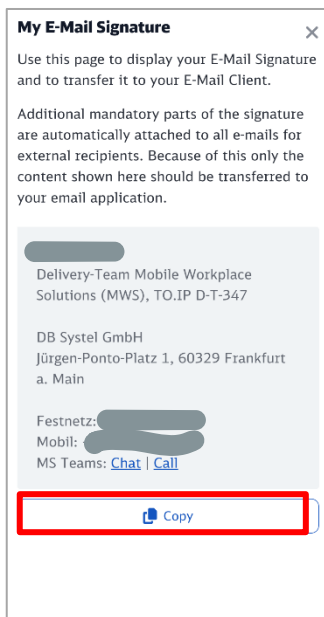 My E-Mail Signature
Use this page to display your E-Mail Signature
and to transfer it to your E-Mail Client.
Additional mandatory parts of the signature
are automatically attached to all e-mails for
external recipients. Because of this only the
content shown here should be transferred to
your email application.
Delivery-Team Mobile Workplace
Solutions (MWS), TO.IP D-T-347
DB Systel GmbH
Jürgen-Ponto-Platz 1, 60329 Frankfurt
a. Main
Festnetz:
Mobil:
MS Teams: Chat | Call
Copy